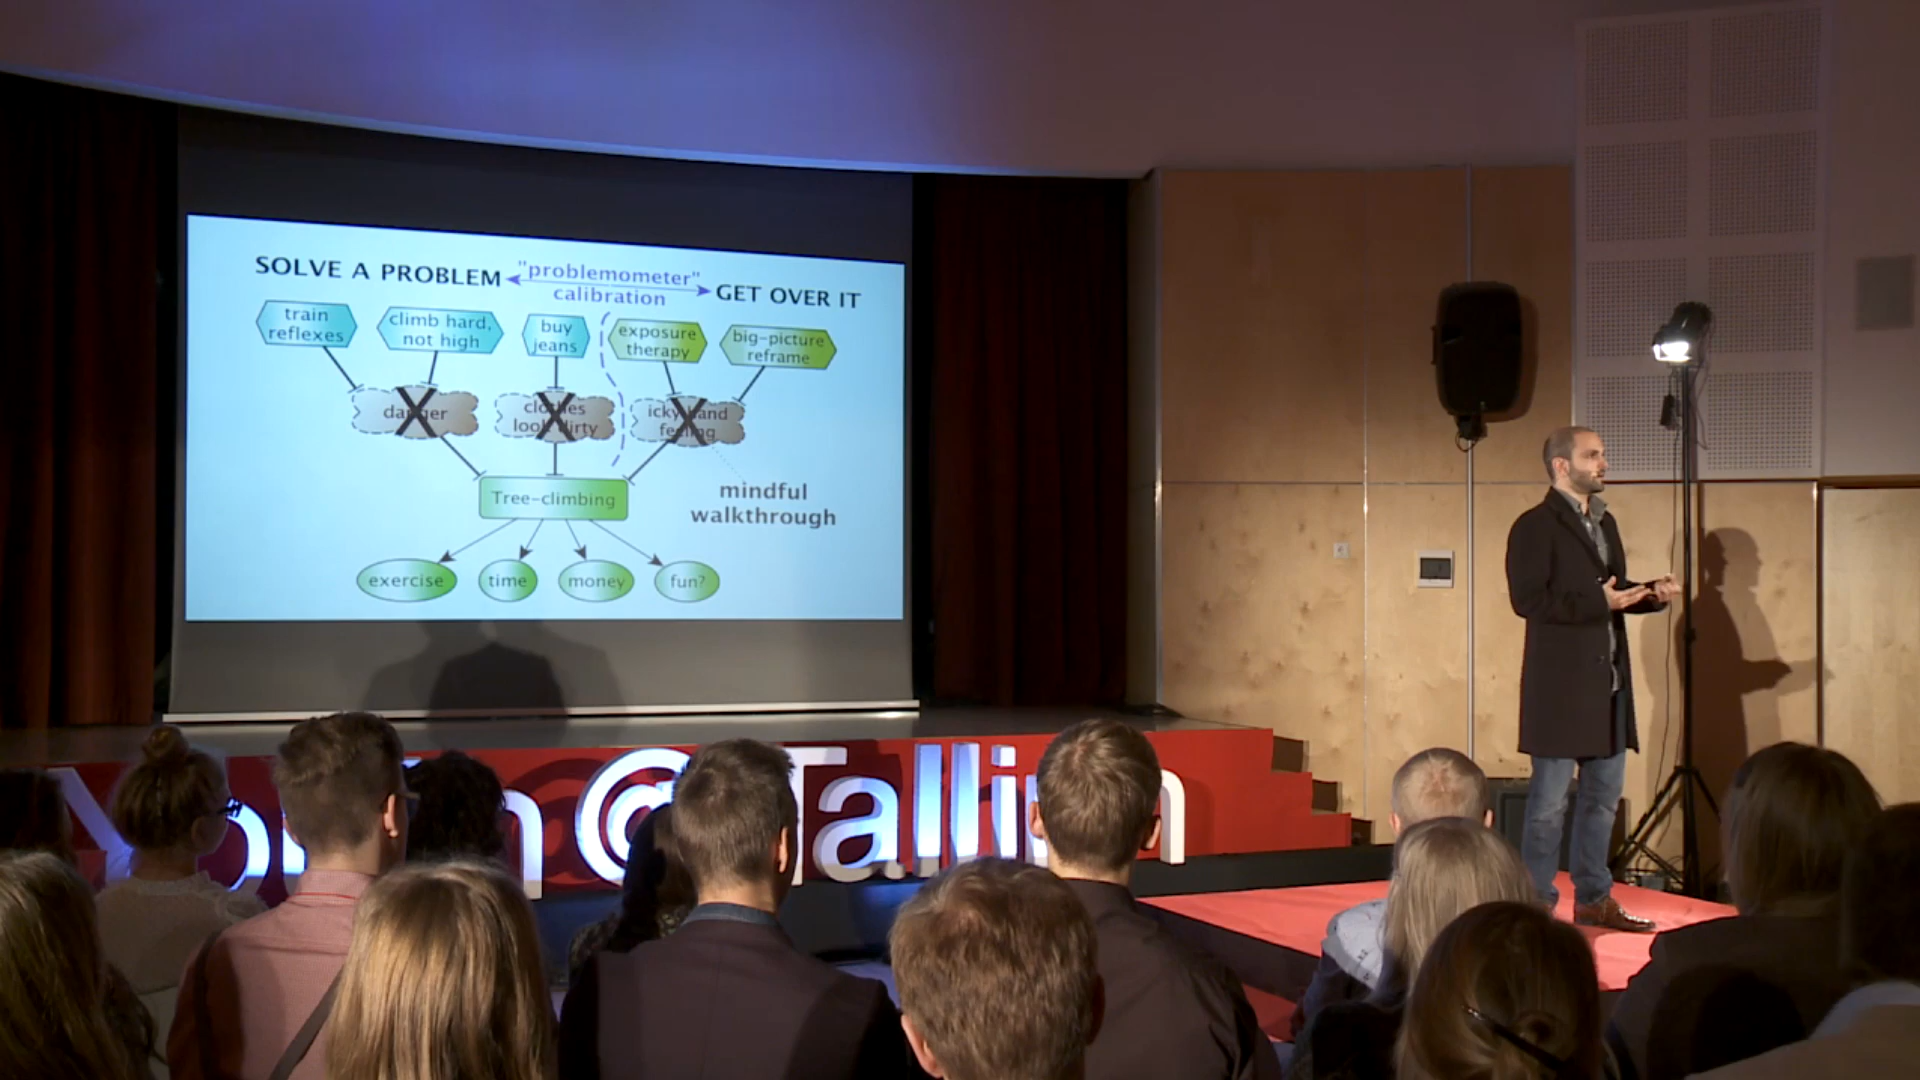 SOLVE A PROBLEM
"problemometer"
calibration
GET OVER IT
train
reflexes
climb hard,
not high
buy
jeans
exposure
therapy
big-picture
reframe
danger
clothes
look dirty
icky hand
feeling
Tree-climbing
mindful
walkthrough
exercise
time
money
fun?
@Tallinn